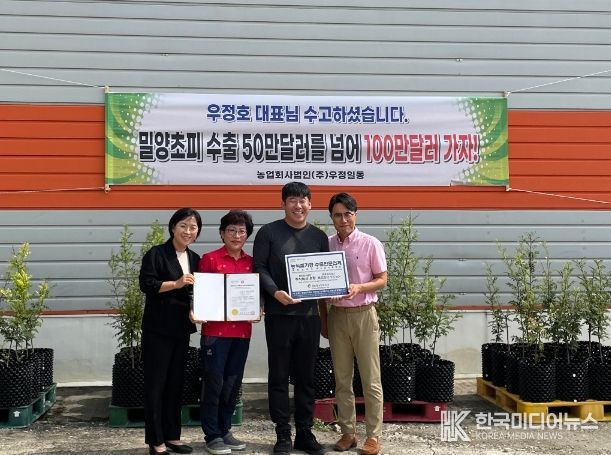 우정호 대표님 수고하셨습니다.
밀양초피 수출 50만달러를 넘어 100만달러 가자!!
농업회사법인(주)우정일동
한국미디어뉴스
KOREA MEDIA NEWS